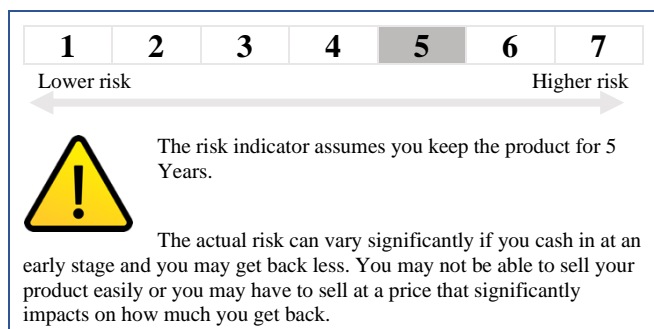 1 2 3 4 5 6 7
Lower risk Higher risk
The risk indicator assumes you keep the product for 5
Years.
The actual risk can vary significantly if you cash in at an
early stage and you may get back less. You may not be able to sell your
product easily or you may have to sell at a price that significantly
impacts on how much you get back.